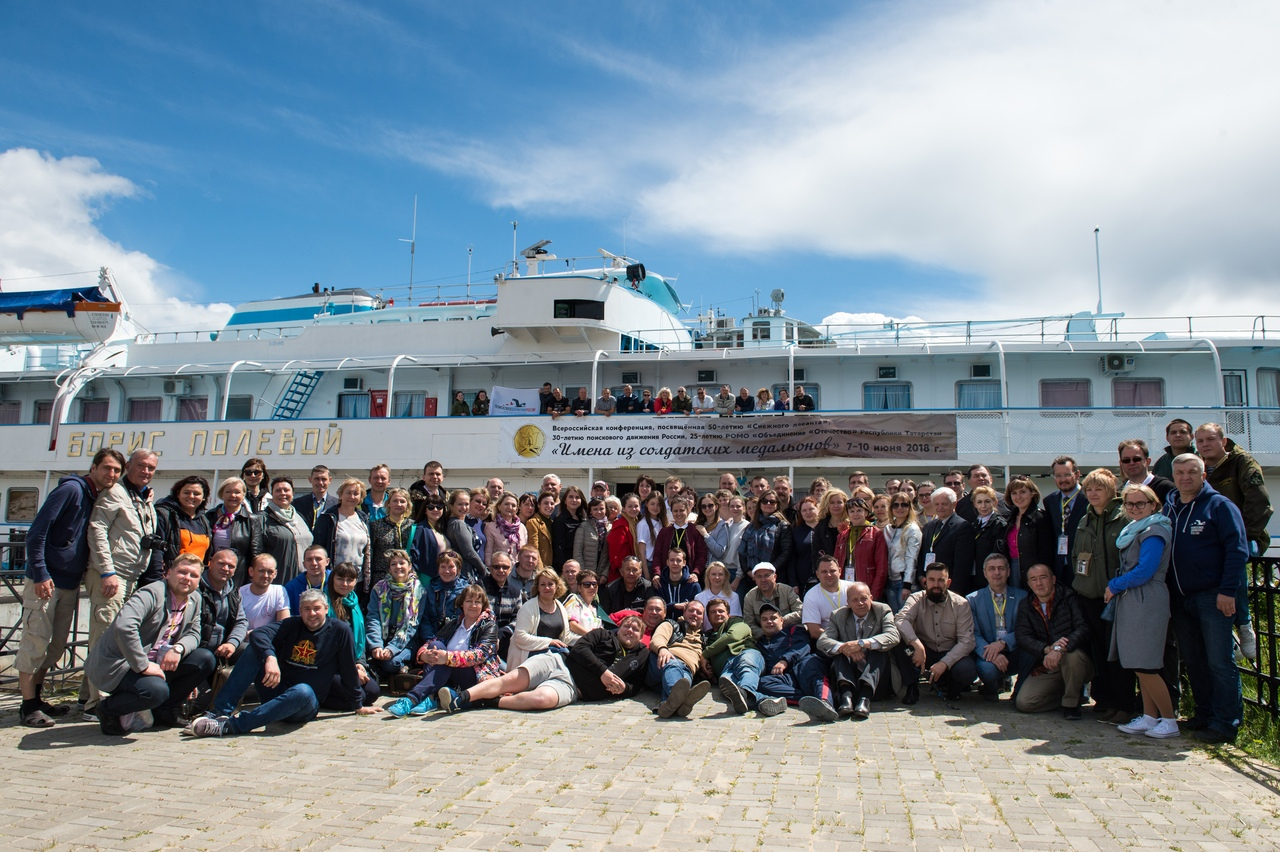 Всероссийская конференция, посвящённая 50-летию «Снежного десанта»,
30-летию поискового движения России, 25-летию РОМО «Объединение «Отечество» Республики Татарстан
«Имена из солдатских медальонов» 7-10 июня 2018 г.
БОРИС ПОЛЕВОЙ